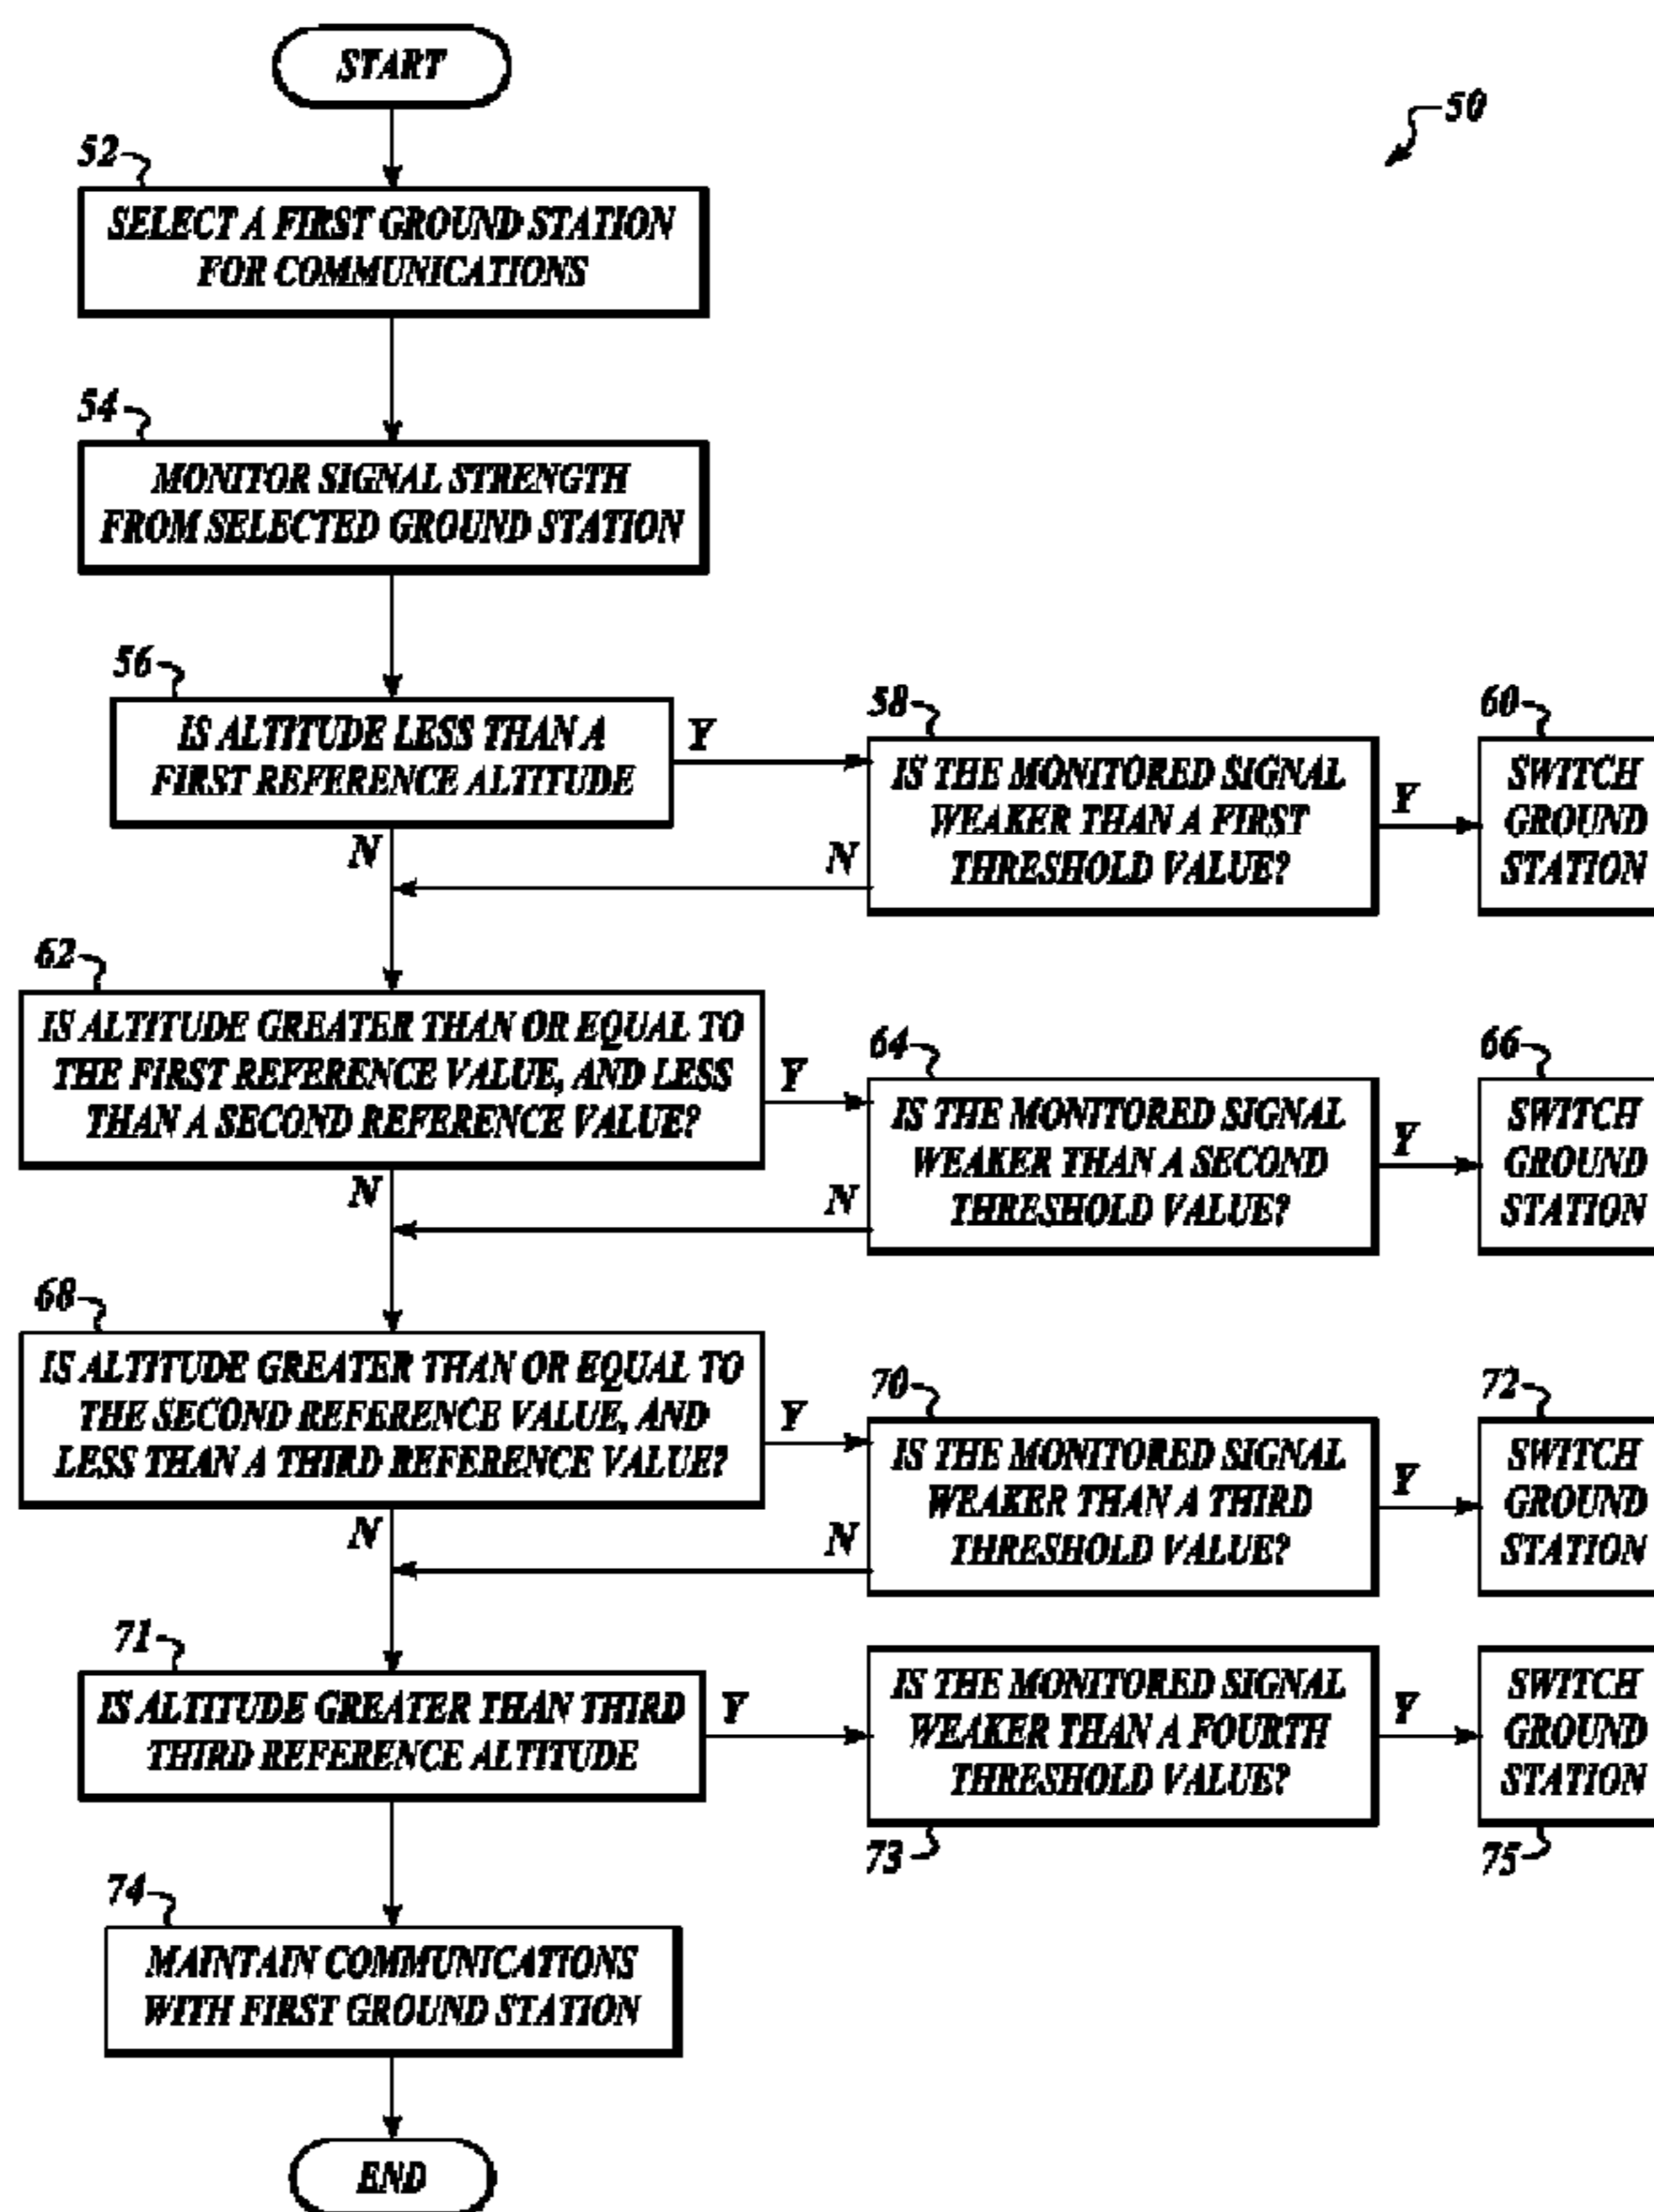 START
50
52
SELECT A FIRST GROUND STATION
FOR COMMUNICATIONS
54
MONITOR SIGNAL STRENGTH
FROM SELECTED GROUND STATION
56
IS ALTITUDE LESS THAN A
FIRST REFERENCE ALTITUDE
Y
N
58
IS THE MONITORED SIGNAL
WEAKER THAN A FIRST
THRESHOLD VALUE?
Y
N
60
SWITCH
GROUND
STATION
62
IS ALTITUDE GREATER THAN OR EQUAL TO
THE FIRST REFERENCE VALUE, AND LESS
THAN A SECOND REFERENCE VALUE?
Y
N
64
IS THE MONITORED SIGNAL
WEAKER THAN A SECOND
THRESHOLD VALUE?
Y
N
66
SWITCH
GROUND
STATION
68
IS ALTITUDE GREATER THAN OR EQUAL TO
THE SECOND REFERENCE VALUE, AND
LESS THAN A THIRD REFERENCE VALUE?
Y
N
70
IS THE MONITORED SIGNAL
WEAKER THAN A THIRD
THRESHOLD VALUE?
Y
N
72
SWITCH
GROUND
STATION
71
IS ALTITUDE GREATER THAN THIRD
THIRD REFERENCE ALTITUDE
Y
IS THE MONITORED SIGNAL
WEAKER THAN A FOURTH
THRESHOLD VALUE?
73
Y
SWITCH
GROUND
STATION
75
74
MAINTAIN COMMUNICATIONS
WITH FIRST GROUND STATION
END